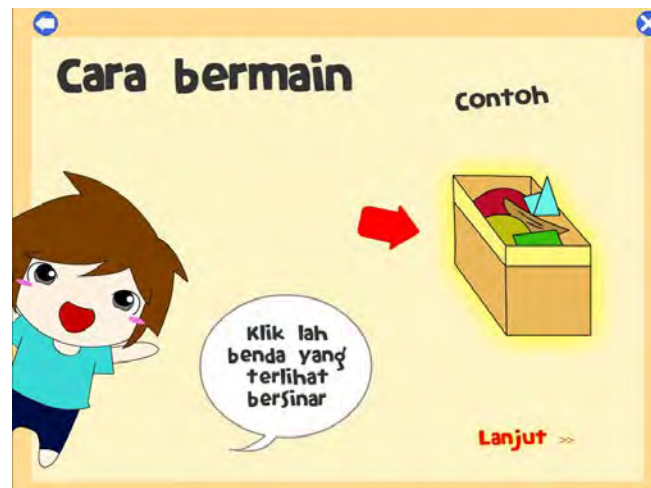 Cara bermain
Contoh
Klik lah
benda yang
terlihat
bersinar
Lanjut >>